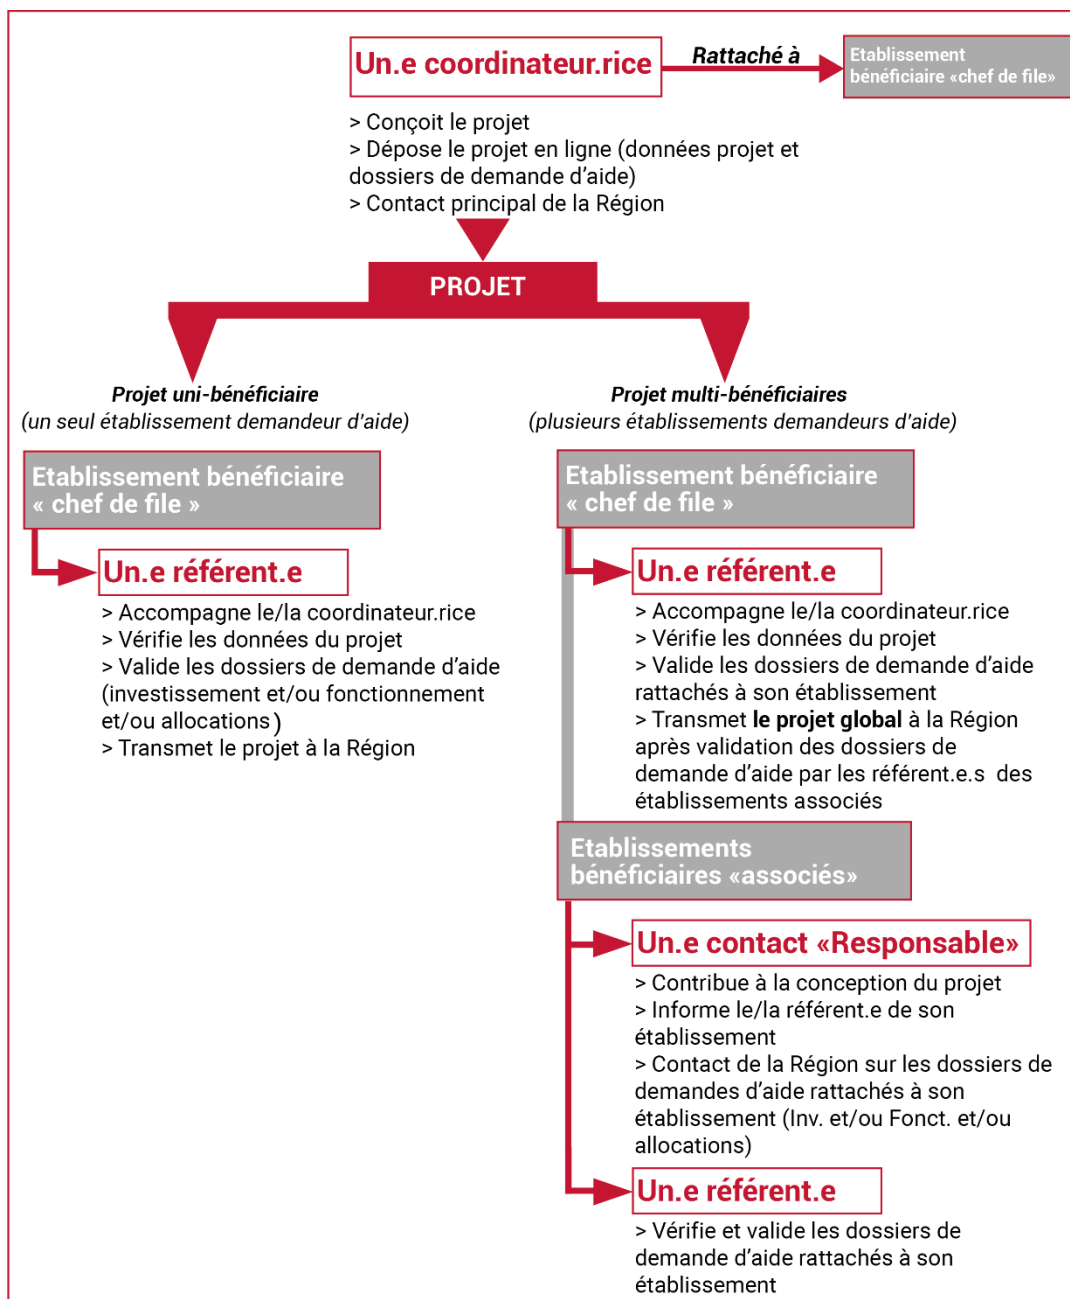 Un.e coordinateur.rice
Rattaché à
Etablissement
bénéficiaire «chef de file»
> Conçoit le projet
> Dépose le projet en ligne (données projet et
dossiers de demande d'aide)
> Contact principal de la Région
PROJET
Projet uni-bénéficiaire
(un seul établissement demandeur d'aide)
Etablissement bénéficiaire
« chef de file »
Un.e référent.e
> Accompagne le/la coordinateur.rice
> Vérifie les données du projet
> Valide les dossiers de demande d'aide
(investissement et/ou fonctionnement
et/ou allocations)
> Transmet le projet à la Région
Projet multi-bénéficiaires
(plusieurs établissements demandeurs d'aide)
Etablissement bénéficiaire
« chef de file »
Un.e référent.e
> Accompagne le/la coordinateur.rice
> Vérifie les données du projet
> Valide les dossiers de demande d'aide
rattachés à son établissement
> Transmet le projet global à la Région
après validation des dossiers de
demande d'aide par les référent.e.s des
établissements associés
Etablissements
bénéficiaires «associés»
Un.e contact «Responsable»
> Contribue à la conception du projet
> Informe le/la référent.e de son
établissement
> Contact de la Région sur les dossiers de
demandes d'aide rattachés à son
établissement (Inv. et/ou Fonct. et/ou
allocations)
Un.e référent.e
> Vérifie et valide les dossiers de
demande d'aide rattachés à son
établissement